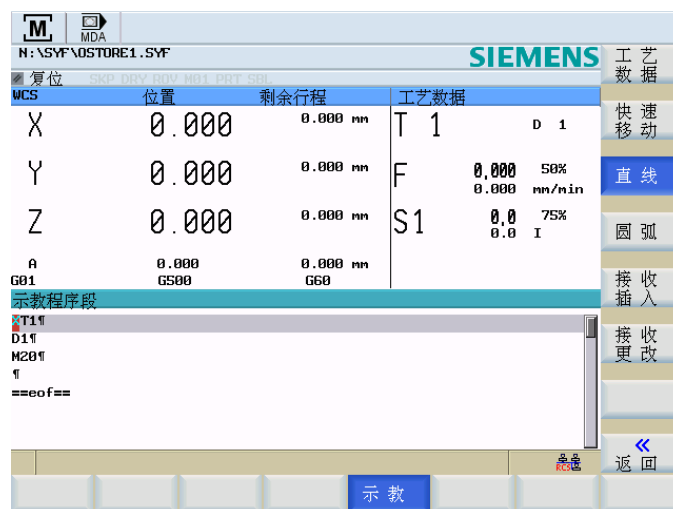 M
MDA
N:\SYF\OSTORE1.SYF
SIEMENS
复位 SKP DRY ROV M01 PRT SBL
WCS 位置 剩余行程 工艺数据
X 0.000 0.000 mm T 1 D 1
Y 0.000 0.000 mm F 0.000 50%
0.000 mm/min
Z 0.000 0.000 mm S1 0.0 75%
0.0 I
A 0.000 0.000 mm
G01 G500 G60
示教程序段
T1¶
D1¶
M20¶
¶
==eof==
RCS
工艺
数据
快速
移动
直线
圆弧
接收
插入
接收
更改
«
返回
示教